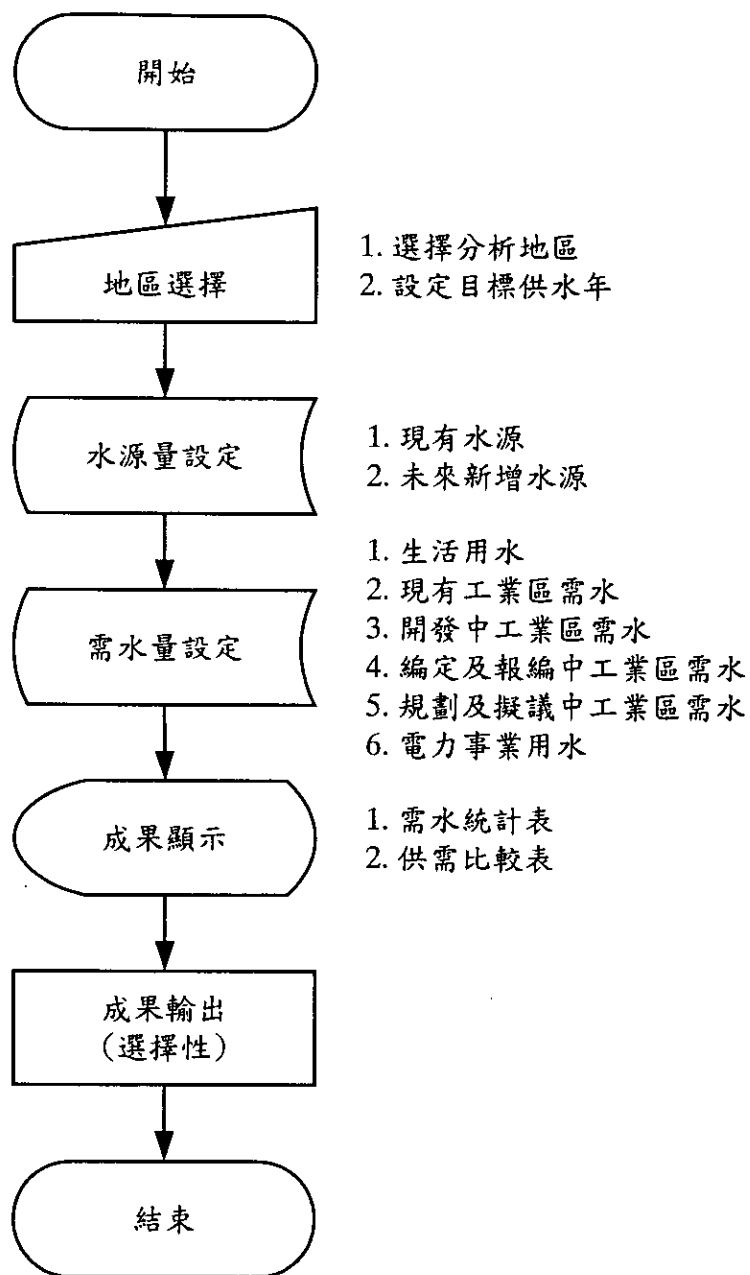 開始
地區選擇
1. 選擇分析地區
2. 設定目標供水年
水源量設定
1. 現有水源
2. 未來新增水源
需水量設定
1. 生活用水
2. 現有工業區需水
3. 開發中工業區需水
4. 編定及報編中工業區需水
5. 規劃及擬議中工業區需水
6. 電力事業用水
成果顯示
1. 需水統計表
2. 供需比較表
成果輸出
(選擇性)
結束